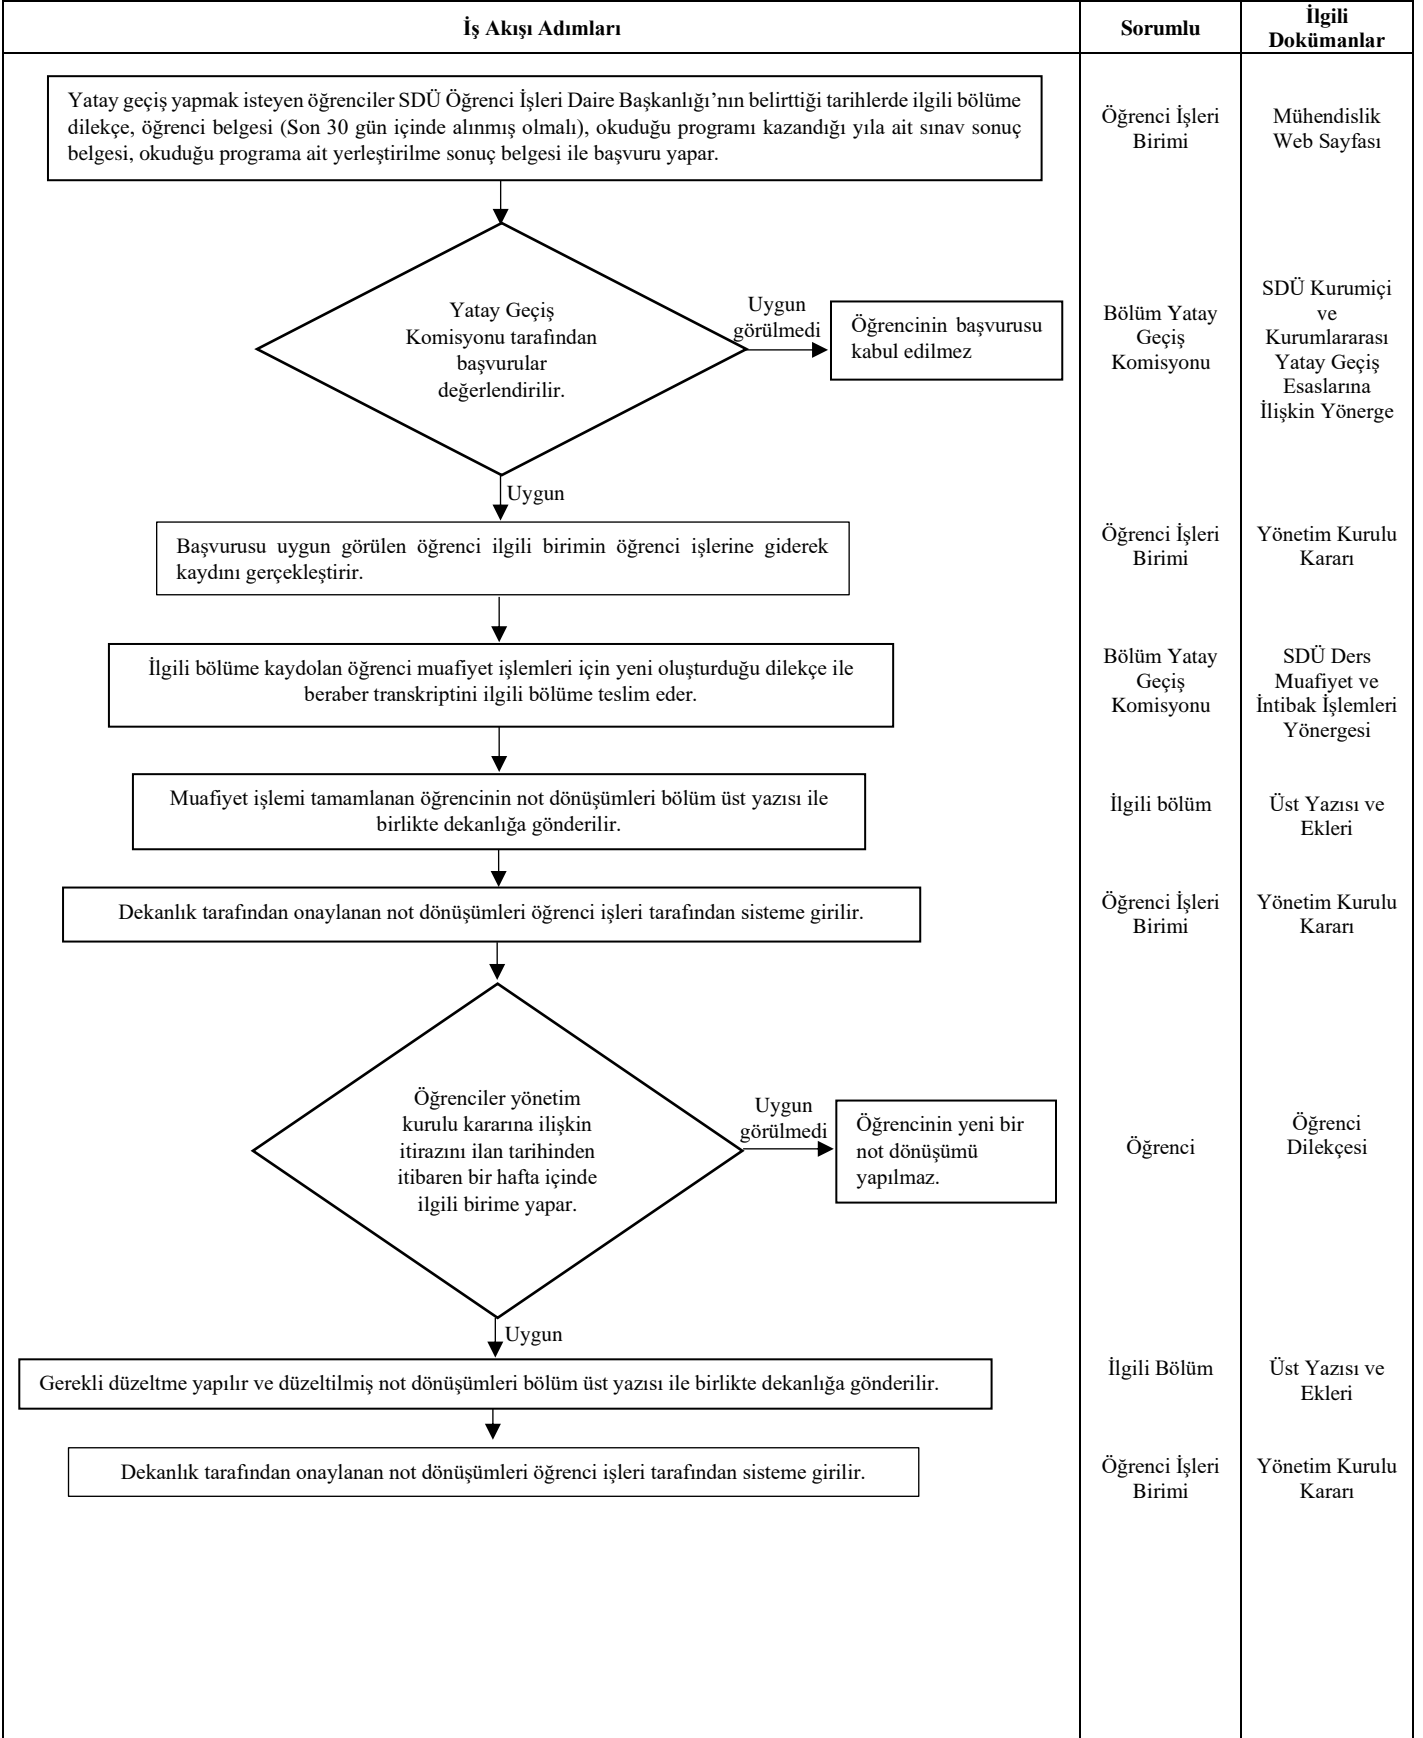 İş Akışı Adımları
Sorumlu
İlgili
Dokümanlar
Yatay geçiş yapmak isteyen öğrenciler SDÜ Öğrenci İşleri Daire Başkanlığı’nın belirttiği tarihlerde ilgili bölüme
dilekçe, öğrenci belgesi (Son 30 gün içinde alınmış olmalı), okuduğu programı kazandığı yıla ait sınav sonuç
belgesi, okuduğu programa ait yerleştirilme sonuç belgesi ile başvuru yapar.
Öğrenci İşleri
Birimi
Mühendislik
Web Sayfası
Yatay Geçiş
Komisyonu tarafından
başvurular
değerlendirilir.
Uygun
görülmedi
Öğrencinin başvurusu
kabul edilmez
Bölüm Yatay
Geçiş
Komisyonu
SDÜ Kurumiçi
ve
Kurumlararası
Yatay Geçiş
Esaslarına
İlişkin Yönerge
Uygun
Başvurusu uygun görülen öğrenci ilgili birimin öğrenci işlerine giderek
kaydını gerçekleştirir.
Öğrenci İşleri
Birimi
Yönetim Kurulu
Kararı
İlgili bölüme kaydolan öğrenci muafiyet işlemleri için yeni oluşturduğu dilekçe ile
beraber transkriptini ilgili bölüme teslim eder.
Bölüm Yatay
Geçiş
Komisyonu
SDÜ Ders
Muafiyet ve
İntibak İşlemleri
Yönergesi
Muafiyet işlemi tamamlanan öğrencinin not dönüşümleri bölüm üst yazısı ile
birlikte dekanlığa gönderilir.
İlgili bölüm
Üst Yazısı ve
Ekleri
Dekanlık tarafından onaylanan not dönüşümleri öğrenci işleri tarafından sisteme girilir.
Öğrenci İşleri
Birimi
Yönetim Kurulu
Kararı
Öğrenciler yönetim
kurulu kararına ilişkin
itirazını ilan tarihinden
itibaren bir hafta içinde
ilgili birime yapar.
Uygun
görülmedi
Öğrencinin yeni bir
not dönüşümü
yapılmaz.
Öğrenci
Öğrenci
Dilekçesi
Uygun
Gerekli düzeltme yapılır ve düzeltilmiş not dönüşümleri bölüm üst yazısı ile birlikte dekanlığa gönderilir.
İlgili Bölüm
Üst Yazısı ve
Ekleri
Dekanlık tarafından onaylanan not dönüşümleri öğrenci işleri tarafından sisteme girilir.
Öğrenci İşleri
Birimi
Yönetim Kurulu
Kararı